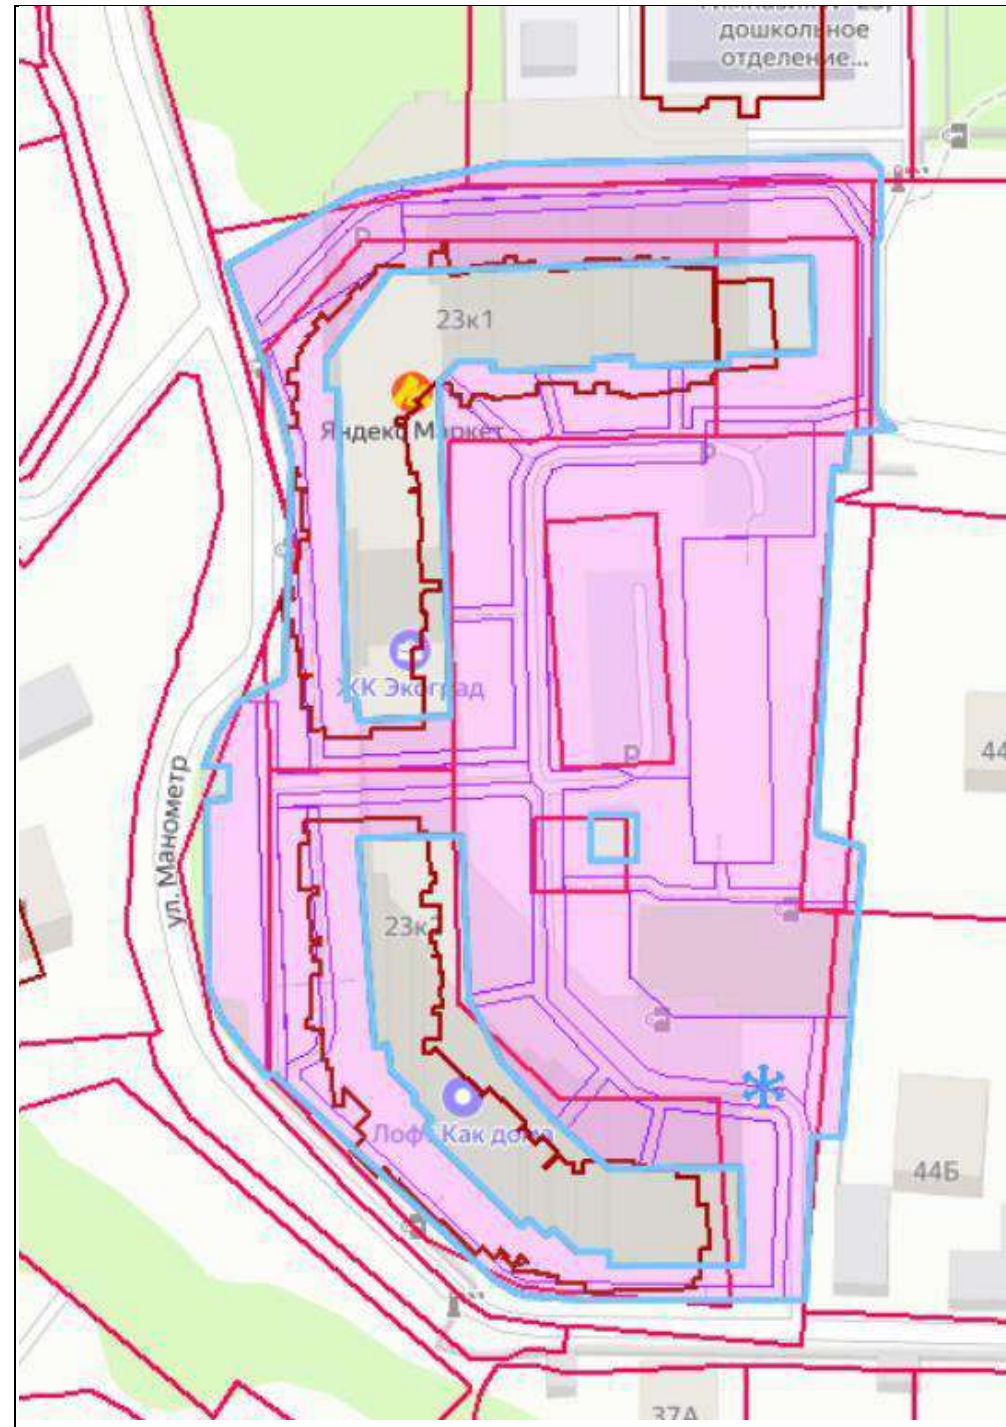 дошкольное
отделение...
P
23к1
Яндекс Маркет
P
ЖК Экоград
44
P
ул. Манометр
23к
Лофт Как дома
44Б
37А